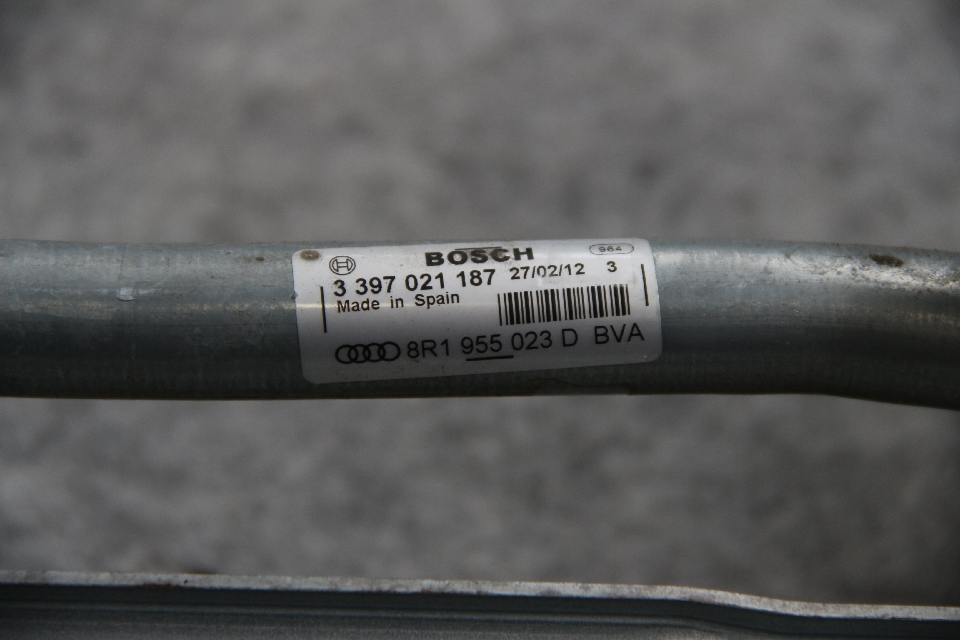 BOSCH 964
3 397 021 187 27/02/12 3
Made in Spain
8R1 955 023 D BVA